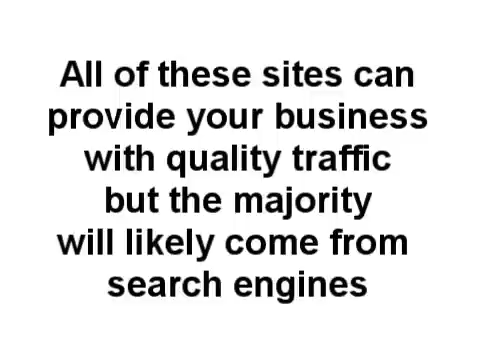 All of these sites can
provide your business
with quality traffic
but the majority
will likely come from
search engines